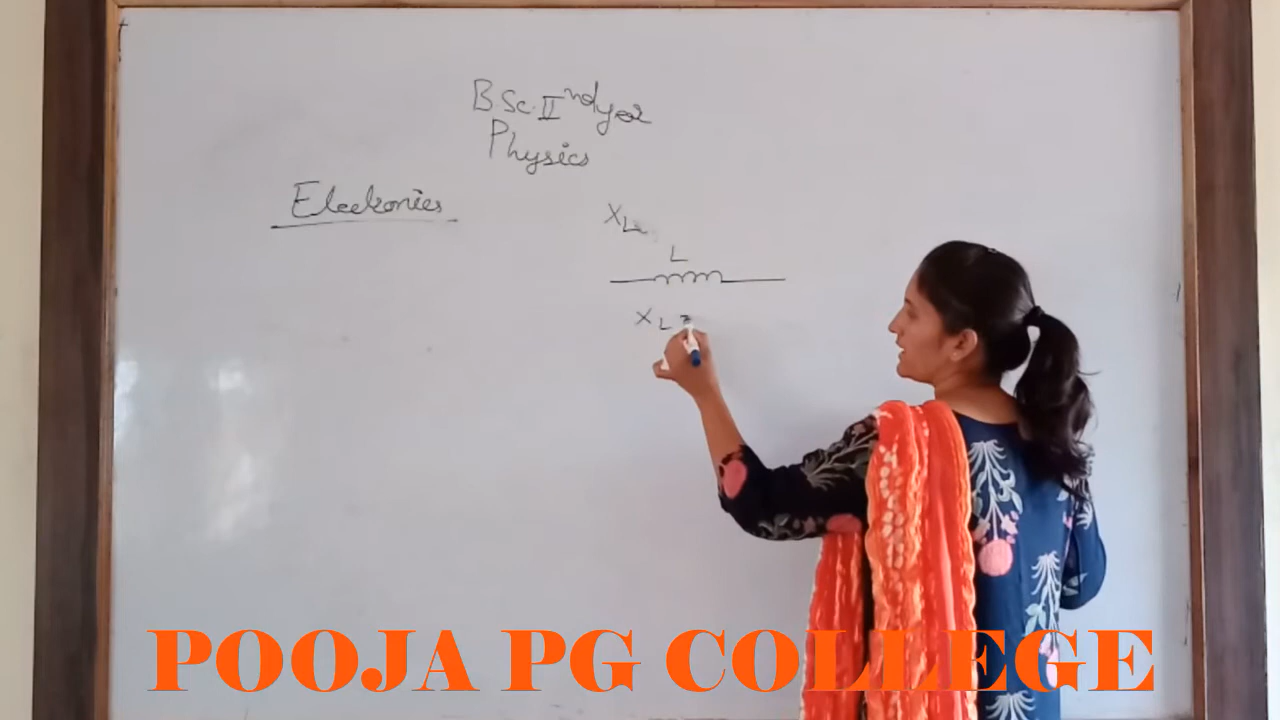 B.Sc. IInd year
Physics
Electronics
XL
L
XL =
POOJA PG COLLEGE